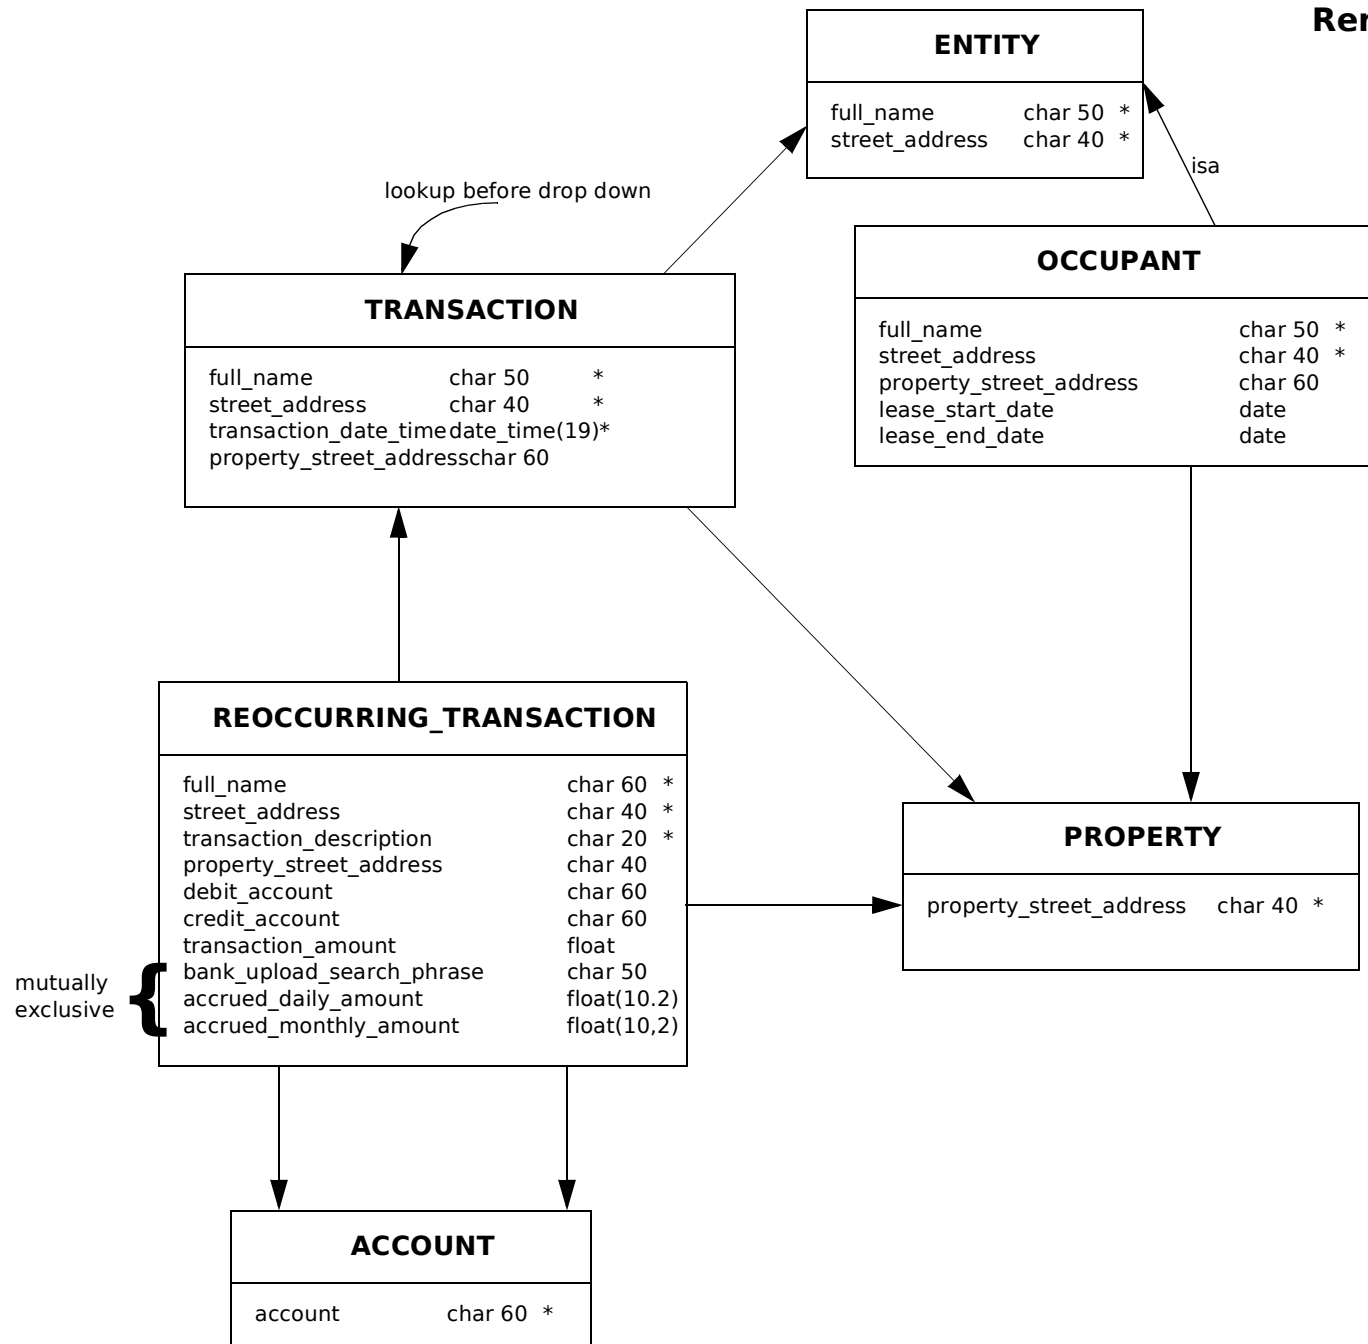 Ren
ENTITY
full_name char 50 *
street_address char 40 *
isa
lookup before drop down
OCCUPANT
full_name char 50 *
street_address char 40 *
property_street_address char 60
lease_start_date date
lease_end_date date
TRANSACTION
full_name char 50 *
street_address char 40 *
transaction_date_time date_time(19)*
property_street_address char 60
REOCCURRING_TRANSACTION
full_name char 60 *
street_address char 40 *
transaction_description char 20 *
property_street_address char 40
debit_account char 60
credit_account char 60
transaction_amount float
bank_upload_search_phrase char 50
accrued_daily_amount float(10.2)
accrued_monthly_amount float(10,2)
mutually
exclusive
{
PROPERTY
property_street_address char 40 *
ACCOUNT
account char 60 *